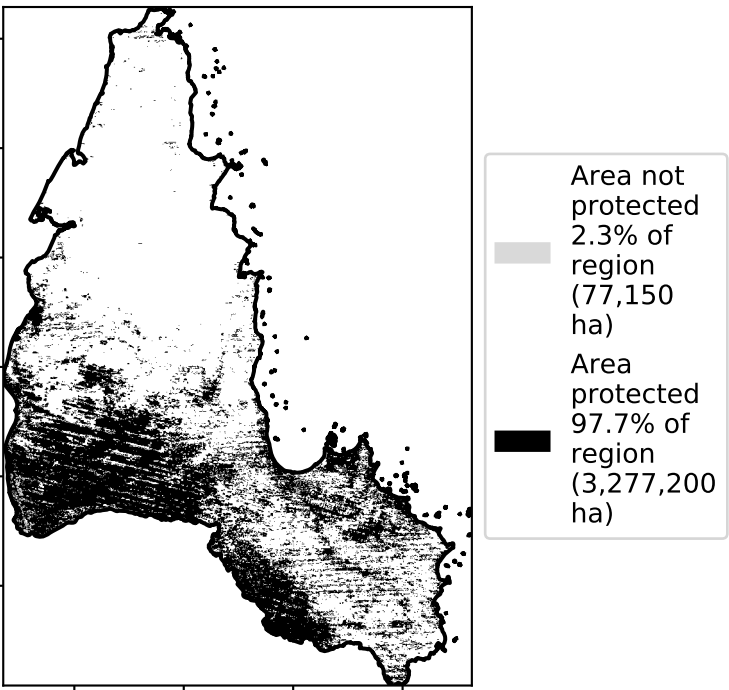 Area not
protected
2.3% of
region
(77,150
ha)
Area
protected
97.7% of
region
(3,277,200
ha)